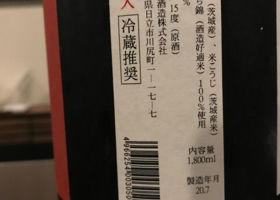 (茨城産)、米こうじ(茨城産米)
ら錦(酒造好適米)100%使用
%
15度(原酒)
酒造株式会社
県日立市川尻町一ー一七ー七
冷蔵推奨
内容量
1,800ml
製造年月
20.7